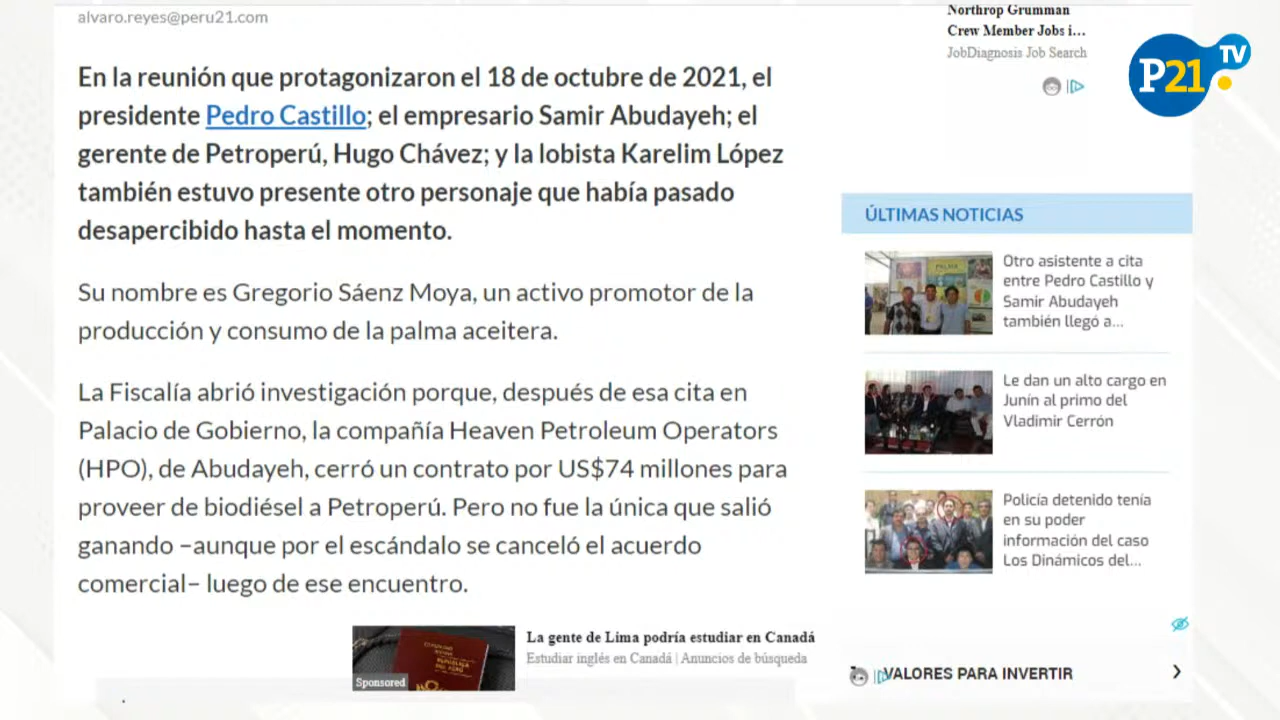 alvaro.reyes@peru21.com
En la reunión que protagonizaron el 18 de octubre de 2021, el
presidente Pedro Castillo; el empresario Samir Abudayeh; el
gerente de Petroperú, Hugo Chávez; y la lobista Karelim López
también estuvo presente otro personaje que había pasado
desapercibido hasta el momento.
Su nombre es Gregorio Sáenz Moya, un activo promotor de la
producción y consumo de la palma aceitera.
La Fiscalía abrió investigación porque, después de esa cita en
Palacio de Gobierno, la compañía Heaven Petroleum Operators
(HPO), de Abudayeh, cerró un contrato por US$74 millones para
proveer de biodiésel a Petroperú. Pero no fue la única que salió
ganando –aunque por el escándalo se canceló el acuerdo
comercial– luego de ese encuentro.
Sponsored
La gente de Lima podría estudiar en Canadá
Estudiar inglés en Canadá | Anuncios de búsqueda
Northrop Grumman
Crew Member Jobs i...
JobDiagnosis Job Search
P21.TV
ÚLTIMAS NOTICIAS
PALMA
Otro asistente a cita
entre Pedro Castillo y
Samir Abudayeh
también llegó a...
Le dan un alto cargo en
Junín al primo del
Vladimir Cerrón
Policía detenido tenía
en su poder
información del caso
Los Dinámicos del...
VALORES PARA INVERTIR